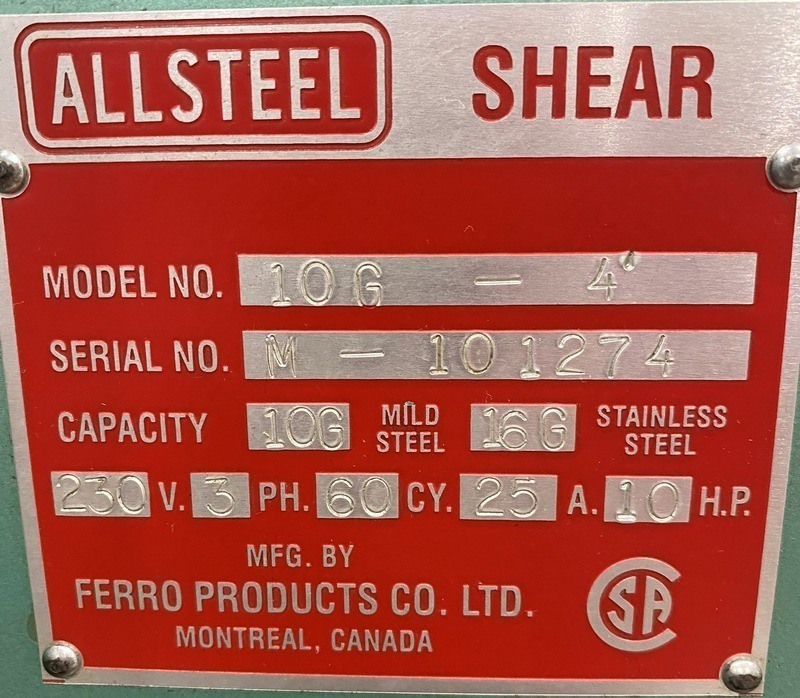 ALLSTEEL SHEAR
MODEL NO. 10G - 4'
SERIAL NO. M - 101274
CAPACITY 10G MILD STEEL 16G STAINLESS STEEL
230 V. 3 PH. 60 CY. 25 A. 10 H.P.
MFG. BY
FERRO PRODUCTS CO. LTD.
MONTREAL, CANADA
CSA